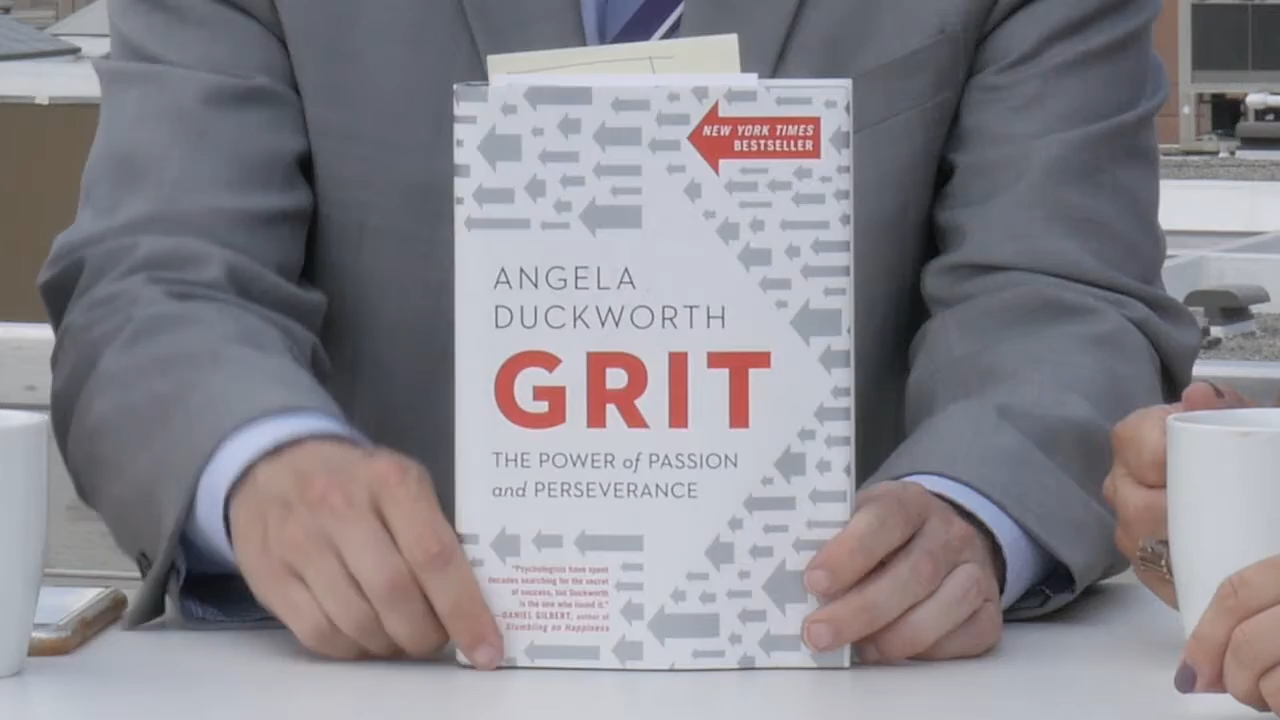 NEW YORK TIMES
BESTSELLER
ANGELA
DUCKWORTH
GRIT
THE POWER of PASSION
and PERSEVERANCE
"Psychologists have spent
decades searching for the secret
of success, but Duckworth
is the one who found it."
—DANIEL GILBERT, author of
Stumbling on Happiness